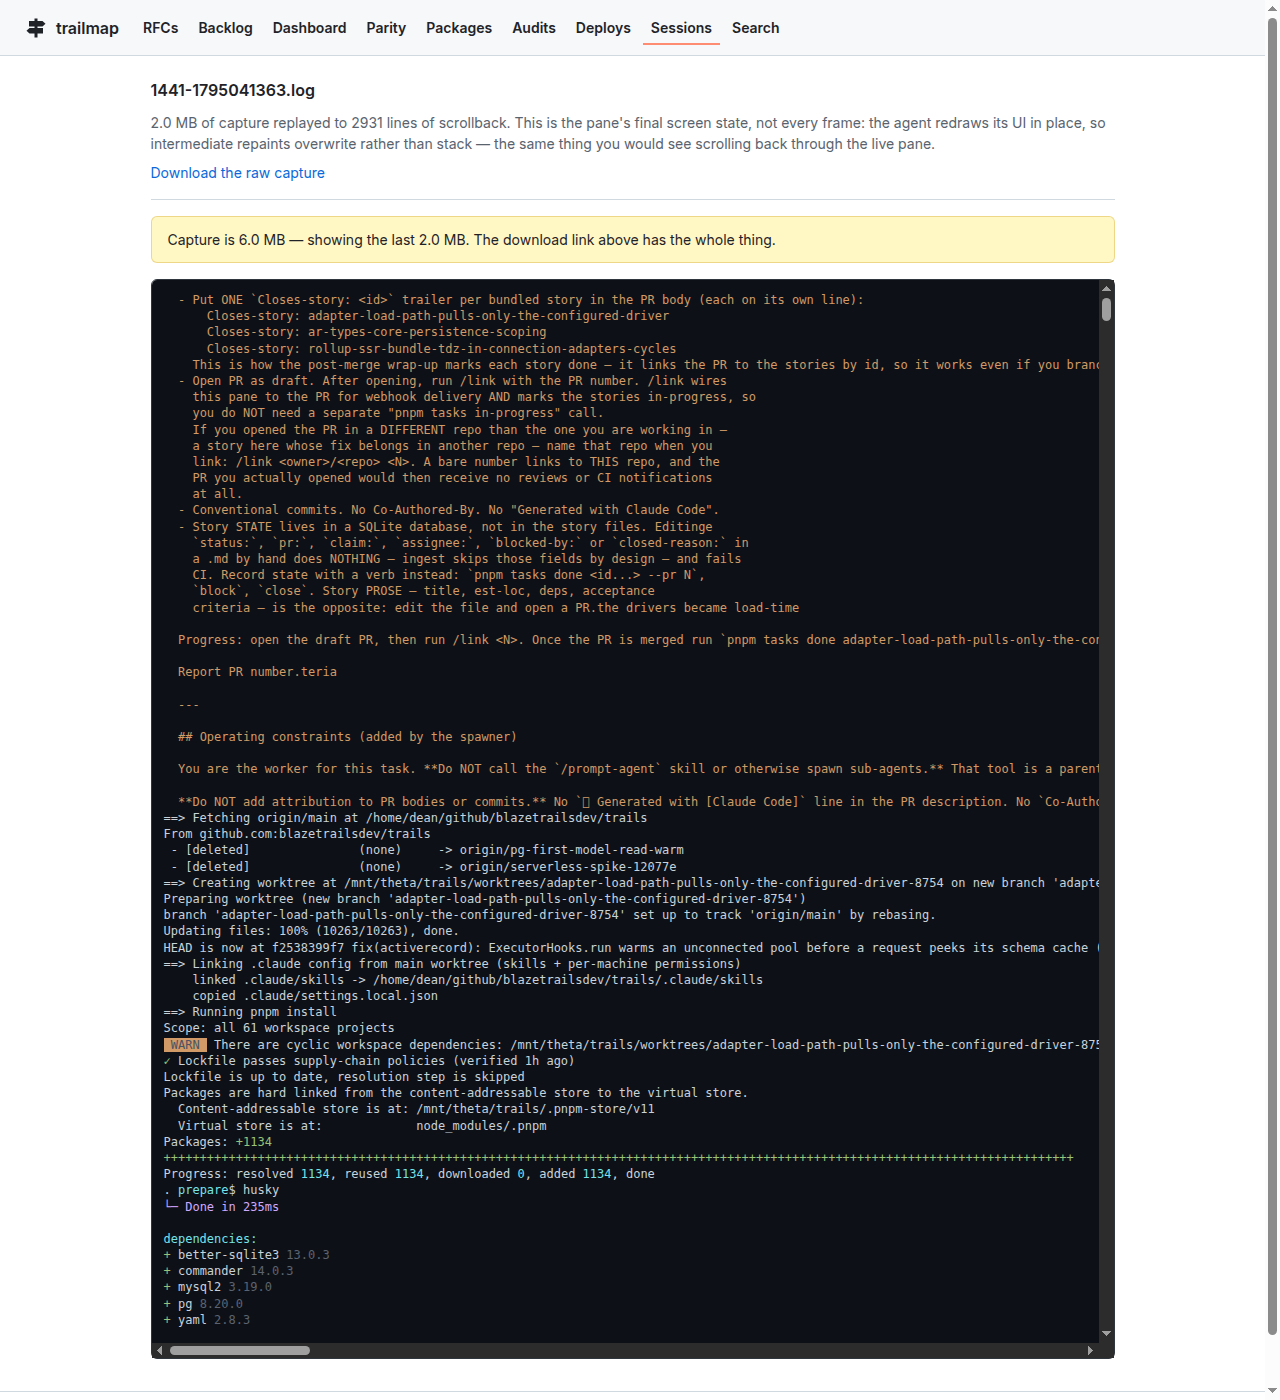 trailmap RFCs Backlog Dashboard Parity Packages Audits Deploys Sessions Search
1441-1795041363.log
2.0 MB of capture replayed to 2931 lines of scrollback. This is the pane's final screen state, not every frame: the agent redraws its UI in place, so
intermediate repaints overwrite rather than stack — the same thing you would see scrolling back through the live pane.
Download the raw capture
Capture is 6.0 MB — showing the last 2.0 MB. The download link above has the whole thing.
- Put ONE `Closes-story: <id>` trailer per bundled story in the PR body (each on its own line):
Closes-story: adapter-load-path-pulls-only-the-configured-driver
Closes-story: ar-types-core-persistence-scoping
Closes-story: rollup-ssr-bundle-tdz-in-connection-adapters-cycles
This is how the post-merge wrap-up marks each story done — it links the PR to the stories by id, so it works even if you branc
- Open PR as draft. After opening, run /link with the PR number. /link wires
this pane to the PR for webhook delivery AND marks the stories in-progress, so
you do NOT need a separate "pnpm tasks in-progress" call.
If you opened the PR in a DIFFERENT repo than the one you are working in —
a story here whose fix belongs in another repo — name that repo when you
link: /link <owner>/<repo> <N>. A bare number links to THIS repo, and the
PR you actually opened would then receive no reviews or CI notifications
at all.
- Conventional commits. No Co-Authored-By. No "Generated with Claude Code".
- Story STATE lives in a SQLite database, not in the story files. Editinge
`status:`, `pr:`, `claim:`, `assignee:`, `blocked-by:` or `closed-reason:` in
a .md by hand does NOTHING — ingest skips those fields by design — and fails
CI. Record state with a verb instead: `pnpm tasks done <id...> --pr N`,
`block`, `close`. Story PROSE — title, est-loc, deps, acceptance
criteria — is the opposite: edit the file and open a PR.the drivers became load-time
Progress: open the draft PR, then run /link <N>. Once the PR is merged run `pnpm tasks done adapter-load-path-pulls-only-the-con
Report PR number.teria
---
## Operating constraints (added by the spawner)
You are the worker for this task. **Do NOT call the `/prompt-agent` skill or otherwise spawn sub-agents.** That tool is a parent
**Do NOT add attribution to PR bodies or commits.** No `▯ Generated with [Claude Code]` line in the PR description. No `Co-Autho
==> Fetching origin/main at /home/dean/github/blazetrailsdev/trails
From github.com:blazetrailsdev/trails
- [deleted] (none) -> origin/pg-first-model-read-warm
- [deleted] (none) -> origin/serverless-spike-12077e
==> Creating worktree at /mnt/theta/trails/worktrees/adapter-load-path-pulls-only-the-configured-driver-8754 on new branch 'adapte
Preparing worktree (new branch 'adapter-load-path-pulls-only-the-configured-driver-8754')
branch 'adapter-load-path-pulls-only-the-configured-driver-8754' set up to track 'origin/main' by rebasing.
Updating files: 100% (10263/10263), done.
HEAD is now at f2538399f7 fix(activerecord): ExecutorHooks.run warms an unconnected pool before a request peeks its schema cache (
==> Linking .claude config from main worktree (skills + per-machine permissions)
linked .claude/skills -> /home/dean/github/blazetrailsdev/trails/.claude/skills
copied .claude/settings.local.json
==> Running pnpm install
Scope: all 61 workspace projects
WARN There are cyclic workspace dependencies: /mnt/theta/trails/worktrees/adapter-load-path-pulls-only-the-configured-driver-875
✓ Lockfile passes supply-chain policies (verified 1h ago)
Lockfile is up to date, resolution step is skipped
Packages are hard linked from the content-addressable store to the virtual store.
Content-addressable store is at: /mnt/theta/trails/.pnpm-store/v11
Virtual store is at: node_modules/.pnpm
Packages: +1134
++++++++++++++++++++++++++++++++++++++++++++++++++++++++++++++++++++++++++++++++++++++++++++++++++++++++++++++++++++++++++++++
Progress: resolved 1134, reused 1134, downloaded 0, added 1134, done
. prepare$ husky
└─ Done in 235ms
dependencies:
+ better-sqlite3 13.0.3
+ commander 14.0.3
+ mysql2 3.19.0
+ pg 8.20.0
+ yaml 2.8.3